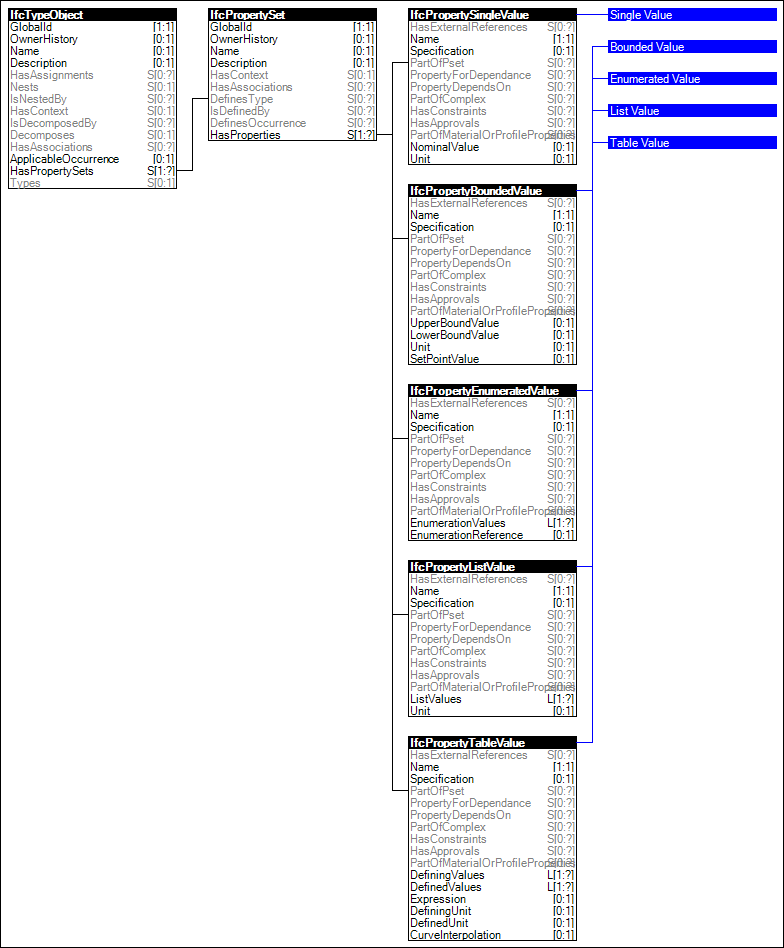 IfcTypeObject
GlobalId [1:1]
OwnerHistory [0:1]
Name [0:1]
Description [0:1]
HasAssignments S[0:?]
Nests S[0:1]
IsNestedBy S[0:?]
HasContext S[0:1]
IsDecomposedBy S[0:?]
Decomposes S[0:1]
HasAssociations S[0:?]
ApplicableOccurrence [0:1]
HasPropertySets S[1:?]
Types S[0:1]
IfcPropertySet
GlobalId [1:1]
OwnerHistory [0:1]
Name [0:1]
Description [0:1]
HasContext S[0:1]
HasAssociations S[0:?]
DefinesType S[0:?]
IsDefinedBy S[0:?]
DefinesOccurrence S[0:?]
HasProperties S[1:?]
IfcPropertySingleValue
HasExternalReferences S[0:?]
Name [1:1]
Specification [0:1]
PartOfPset S[0:?]
PropertyForDependance S[0:?]
PropertyDependsOn S[0:?]
PartOfComplex S[0:?]
HasConstraints S[0:?]
HasApprovals S[0:?]
PartOfMaterialOrProfileProperties S[0:?]
NominalValue [0:1]
Unit [0:1]
IfcPropertyBoundedValue
HasExternalReferences S[0:?]
Name [1:1]
Specification [0:1]
PartOfPset S[0:?]
PropertyForDependance S[0:?]
PropertyDependsOn S[0:?]
PartOfComplex S[0:?]
HasConstraints S[0:?]
HasApprovals S[0:?]
PartOfMaterialOrProfileProperties S[0:?]
UpperBoundValue [0:1]
LowerBoundValue [0:1]
Unit [0:1]
SetPointValue [0:1]
IfcPropertyEnumeratedValue
HasExternalReferences S[0:?]
Name [1:1]
Specification [0:1]
PartOfPset S[0:?]
PropertyForDependance S[0:?]
PropertyDependsOn S[0:?]
PartOfComplex S[0:?]
HasConstraints S[0:?]
HasApprovals S[0:?]
PartOfMaterialOrProfileProperties S[0:?]
EnumerationValues L[1:?]
EnumerationReference [0:1]
IfcPropertyListValue
HasExternalReferences S[0:?]
Name [1:1]
Specification [0:1]
PartOfPset S[0:?]
PropertyForDependance S[0:?]
PropertyDependsOn S[0:?]
PartOfComplex S[0:?]
HasConstraints S[0:?]
HasApprovals S[0:?]
PartOfMaterialOrProfileProperties S[0:?]
ListValues L[1:?]
Unit [0:1]
IfcPropertyTableValue
HasExternalReferences S[0:?]
Name [1:1]
Specification [0:1]
PartOfPset S[0:?]
PropertyForDependance S[0:?]
PropertyDependsOn S[0:?]
PartOfComplex S[0:?]
HasConstraints S[0:?]
HasApprovals S[0:?]
PartOfMaterialOrProfileProperties S[0:?]
DefiningValues L[1:?]
DefinedValues L[1:?]
Expression [0:1]
DefiningUnit [0:1]
DefinedUnit [0:1]
CurveInterpolation [0:1]
Single Value
Bounded Value
Enumerated Value
List Value
Table Value